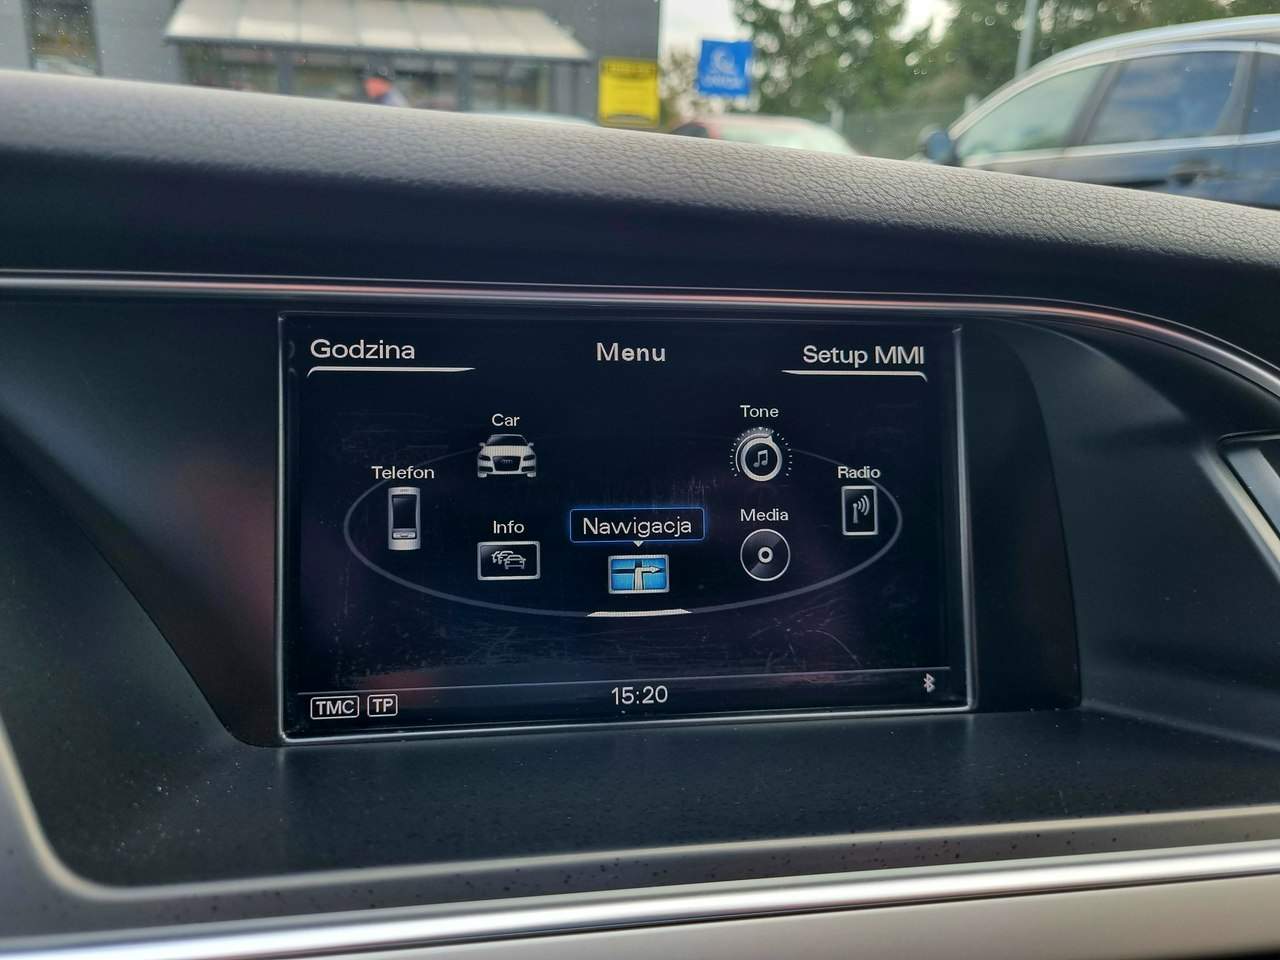 Godzina
Menu
Setup MMI
Car
Tone
Telefon
Radio
Info
Nawigacja
Media
TMC TP
15:20